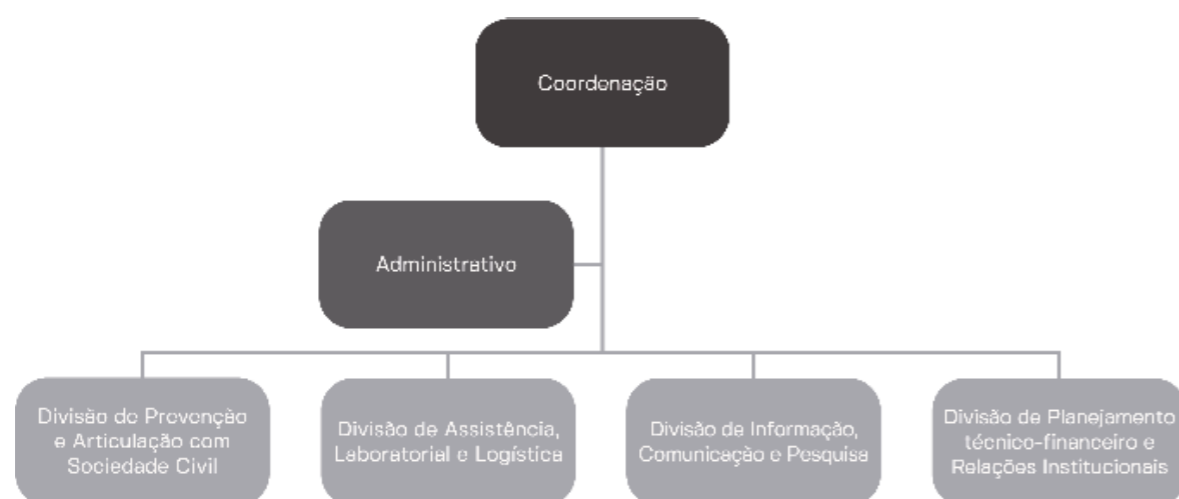 Coordenação
Administrativo
Divisão de Prevenção
e Articulação com
Sociedade Civil
Divisão de Assistência,
Laboratorial e Logística
Divisão de Informação,
Comunicação e Pesquisa
Divisão de Planejamento
técnico-financeiro e
Relações Institucionais